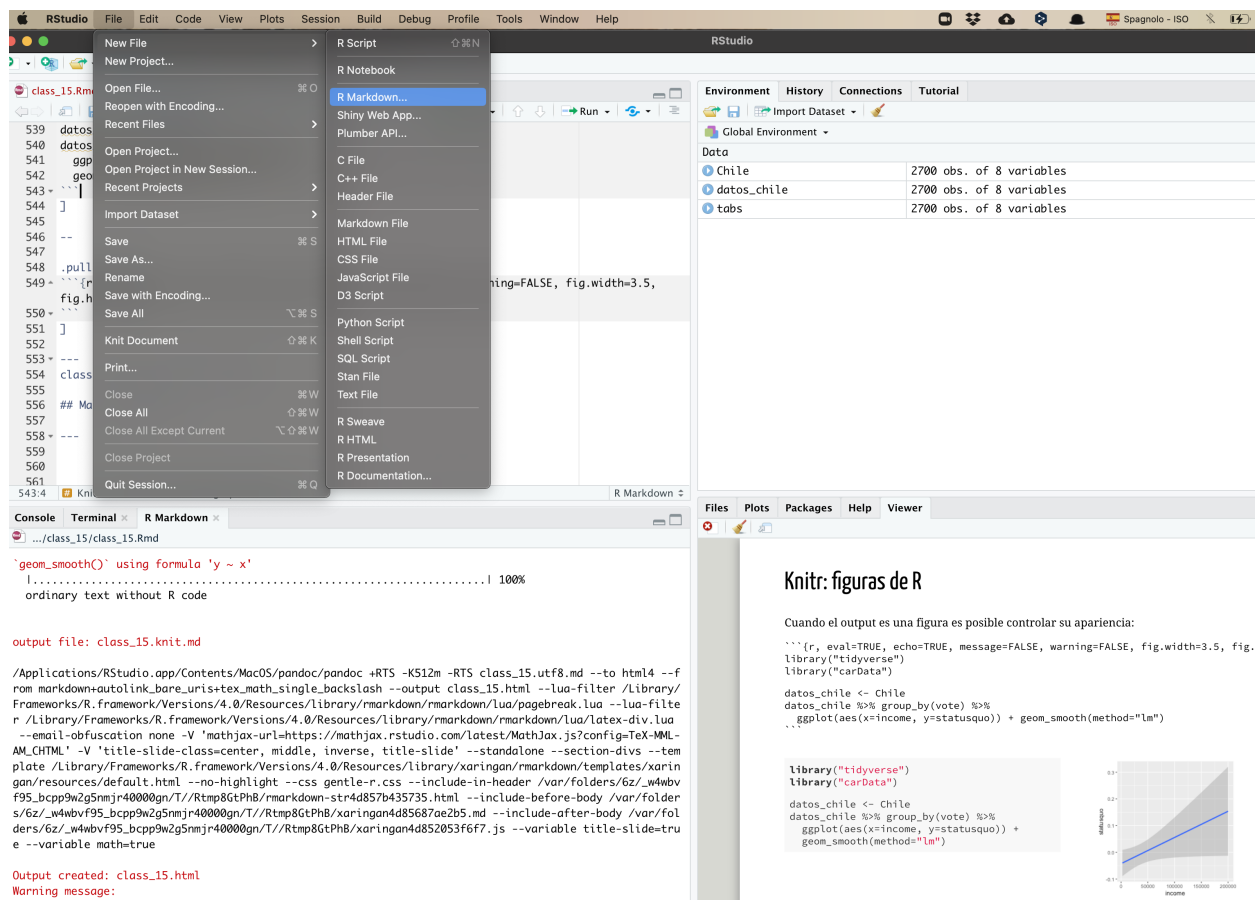 RStudio File Edit Code View Plots Session Build Debug Profile Tools Window Help Spagnolo - ISO
RStudio
New File
New Project...
Open File... ⌘O
Reopen with Encoding...
Recent Files
Open Project...
Open Project in New Session...
Recent Projects
Import Dataset
Save ⌘S
Save As...
Rename
Save with Encoding...
Save All ⌥⌘S
Knit Document ⇧⌘K
Print...
Close ⌘W
Close All ⇧⌘W
Close All Except Current ⌥⇧⌘W
Close Project
Quit Session... ⌘Q
R Script ⇧⌘N
R Notebook
R Markdown...
Shiny Web App...
Plumber API...
C File
C++ File
Header File
Markdown File
HTML File
CSS File
JavaScript File
D3 Script
Python Script
Shell Script
SQL Script
Stan File
Text File
R Sweave
R HTML
R Presentation
R Documentation...
class_15.Rm
Run
539 datos
540 datos
541 ggp
542 geo
543 ```
544 ]
545
546 --
547
548 .pull
549 ```{r ning=FALSE, fig.width=3.5,
fig.h
550 ```
551 ]
552
553 ---
554 class
555
556 ## Ma
557
558 ---
559
560
561
543:4 Kni R Markdown
Environment History Connections Tutorial
Import Dataset
Global Environment
Data
Chile 2700 obs. of 8 variables
datos_chile 2700 obs. of 8 variables
tabs 2700 obs. of 8 variables
Console Terminal R Markdown
.../class_15/class_15.Rmd
`geom_smooth()` using formula 'y ~ x'
|......................................................................| 100%
ordinary text without R code
output file: class_15.knit.md
/Applications/RStudio.app/Contents/MacOS/pandoc/pandoc +RTS -K512m -RTS class_15.utf8.md --to html4 --f
rom markdown+autolink_bare_uris+tex_math_single_backslash --output class_15.html --lua-filter /Library/
Frameworks/R.framework/Versions/4.0/Resources/library/rmarkdown/rmarkdown/lua/pagebreak.lua --lua-filte
r /Library/Frameworks/R.framework/Versions/4.0/Resources/library/rmarkdown/rmarkdown/lua/latex-div.lua
--email-obfuscation none -V 'mathjax-url=https://mathjax.rstudio.com/latest/MathJax.js?config=TeX-MML-
AM_CHTML' -V 'title-slide-class=center, middle, inverse, title-slide' --standalone --section-divs --tem
plate /Library/Frameworks/R.framework/Versions/4.0/Resources/library/xaringan/rmarkdown/templates/xarin
gan/resources/default.html --no-highlight --css gentle-r.css --include-in-header /var/folders/6z/_w4wbv
f95_bcpp9w2g5nmjr40000gn/T//Rtmp8GtPhB/rmarkdown-str4d857b435735.html --include-before-body /var/folder
s/6z/_w4wbvf95_bcpp9w2g5nmjr40000gn/T//Rtmp8GtPhB/xaringan4d85687ae2b5.md --include-after-body /var/fol
ders/6z/_w4wbvf95_bcpp9w2g5nmjr40000gn/T//Rtmp8GtPhB/xaringan4d852053f6f7.js --variable title-slide=tru
e --variable math=true
Output created: class_15.html
Warning message:
Files Plots Packages Help Viewer
Knitr: figuras de R
Cuando el output es una figura es posible controlar su apariencia:
```{r, eval=TRUE, echo=TRUE, message=FALSE, warning=FALSE, fig.width=3.5, fig.
library("tidyverse")
library("carData")
datos_chile <- Chile
datos_chile %>% group_by(vote) %>%
ggplot(aes(x=income, y=statusquo)) + geom_smooth(method="lm")
```
library("tidyverse")
library("carData")
datos_chile <- Chile
datos_chile %>% group_by(vote) %>%
ggplot(aes(x=income, y=statusquo)) +
geom_smooth(method="lm")
0.3
0.2
0.1
0.0
-0.1
statusquo
0 50000 100000 150000 200000
income